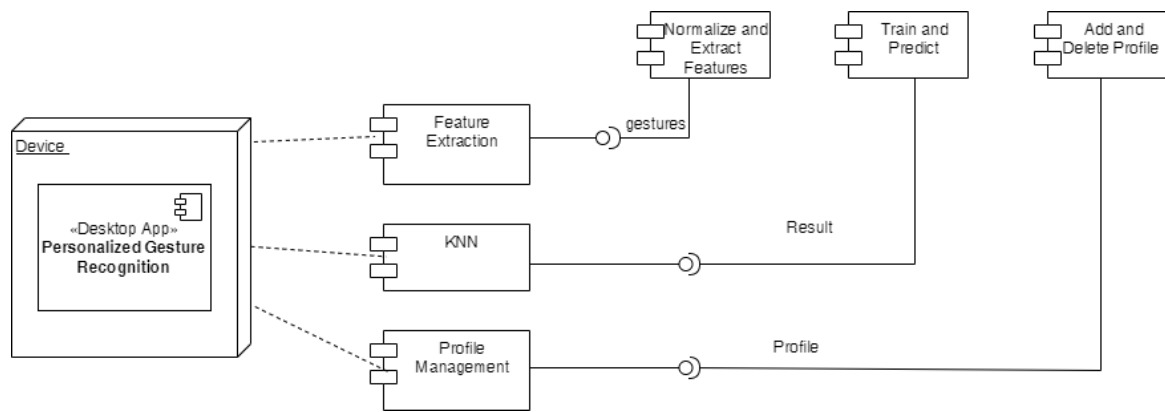 Normalize and
Extract
Features
Train and
Predict
Add and
Delete Profile
Feature
Extraction
gestures
Device
«Desktop App»
Personalized Gesture
Recognition
KNN
Result
Profile
Management
Profile